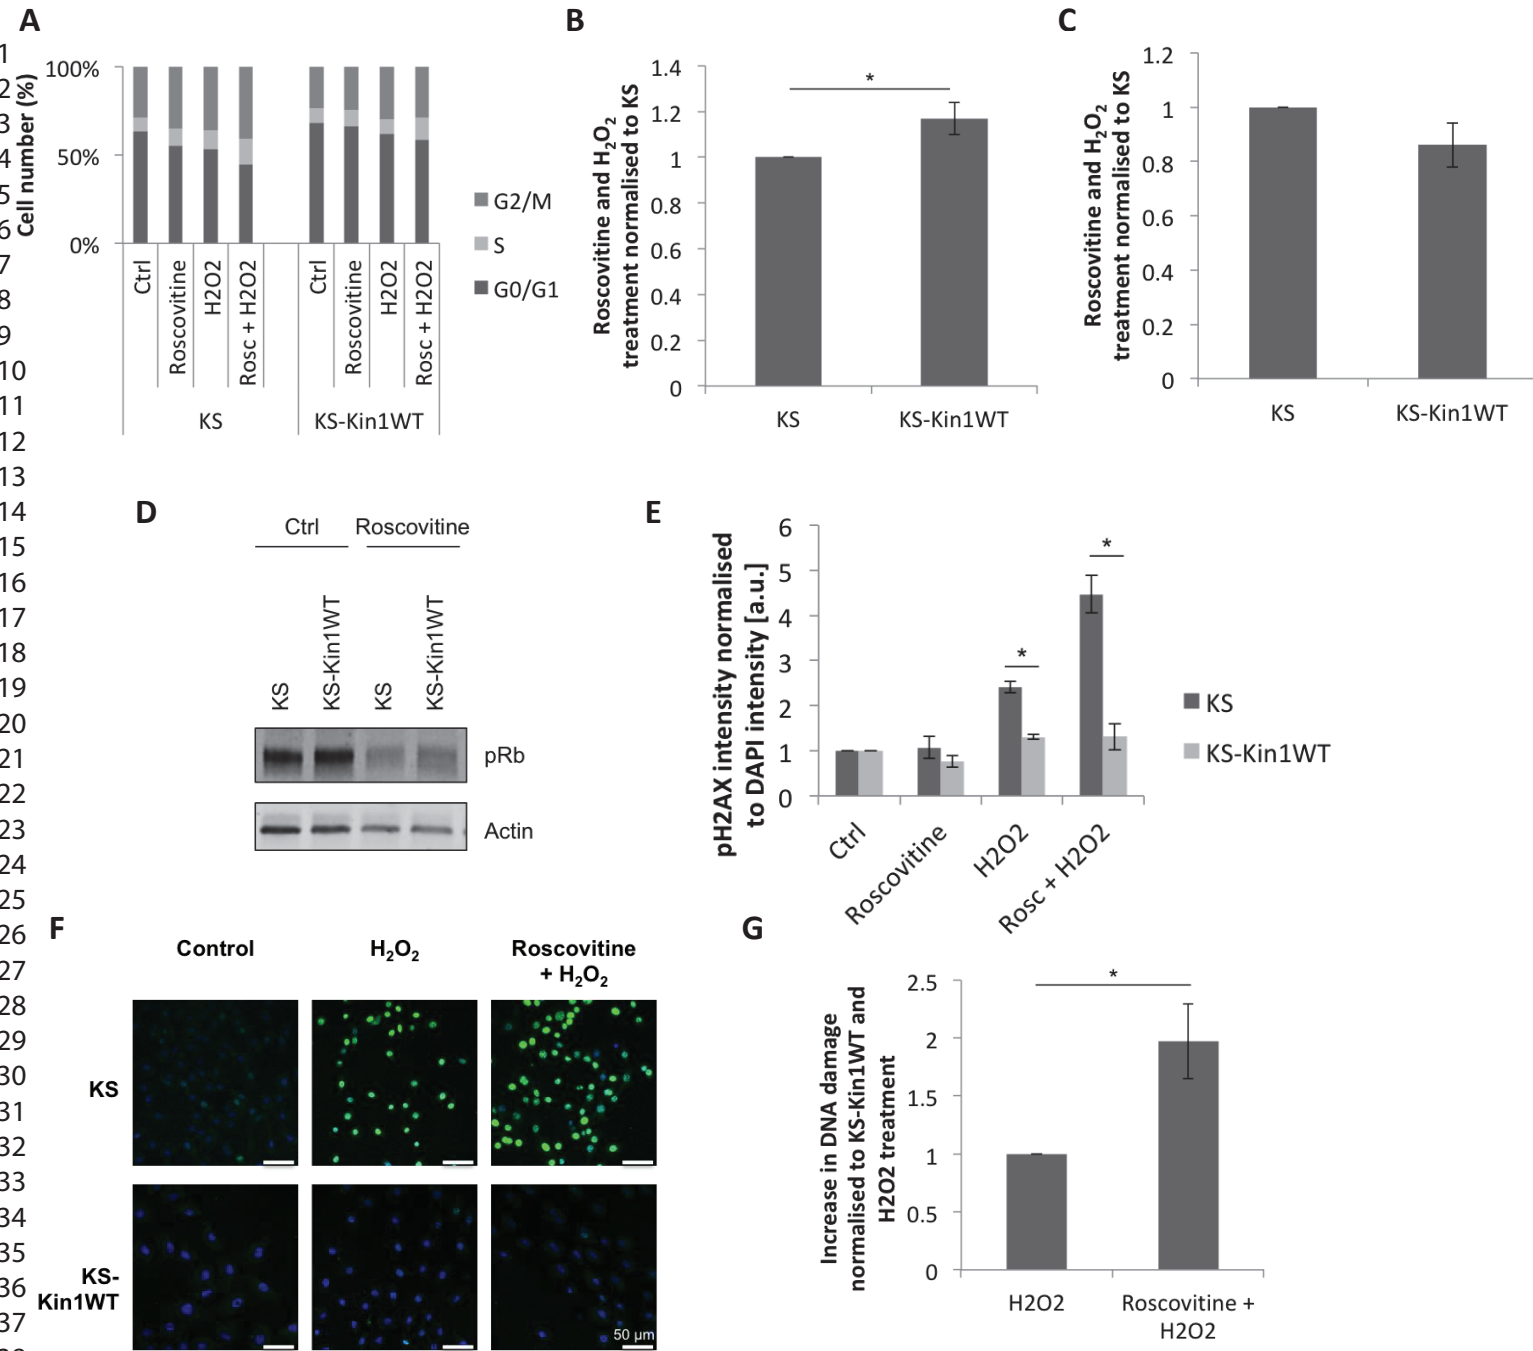 A
B
C
1
2
3
4
5
6
7
8
9
10
11
12
13
14
15
16
17
18
19
20
21
22
23
24
25
26
27
28
29
30
31
32
33
34
35
36
37
Cell number (%)
100%
50%
0%
Ctrl
Roscovitine
H2O2
Rosc + H2O2
Ctrl
Roscovitine
H2O2
Rosc + H2O2
KS
KS-Kin1WT
G2/M
S
G0/G1
Roscovitine and H₂O₂
treatment normalised to KS
1.4
1.2
1
0.8
0.6
0.4
0.2
0
*
KS
KS-Kin1WT
Roscovitine and H₂O₂
treatment normalised to KS
1.2
1
0.8
0.6
0.4
0.2
0
KS
KS-Kin1WT
D
Ctrl
Roscovitine
KS
KS-Kin1WT
KS
KS-Kin1WT
pRb
Actin
E
pH2AX intensity normalised
to DAPI intensity [a.u.]
6
5
4
3
2
1
0
*
*
Ctrl
Roscovitine
H2O2
Rosc + H2O2
KS
KS-Kin1WT
F
Control
H₂O₂
Roscovitine
+ H₂O₂
KS
KS-
Kin1WT
50 µm
G
Increase in DNA damage
normalised to KS-Kin1WT and
H2O2 treatment
2.5
2
1.5
1
0.5
0
*
H2O2
Roscovitine +
H2O2